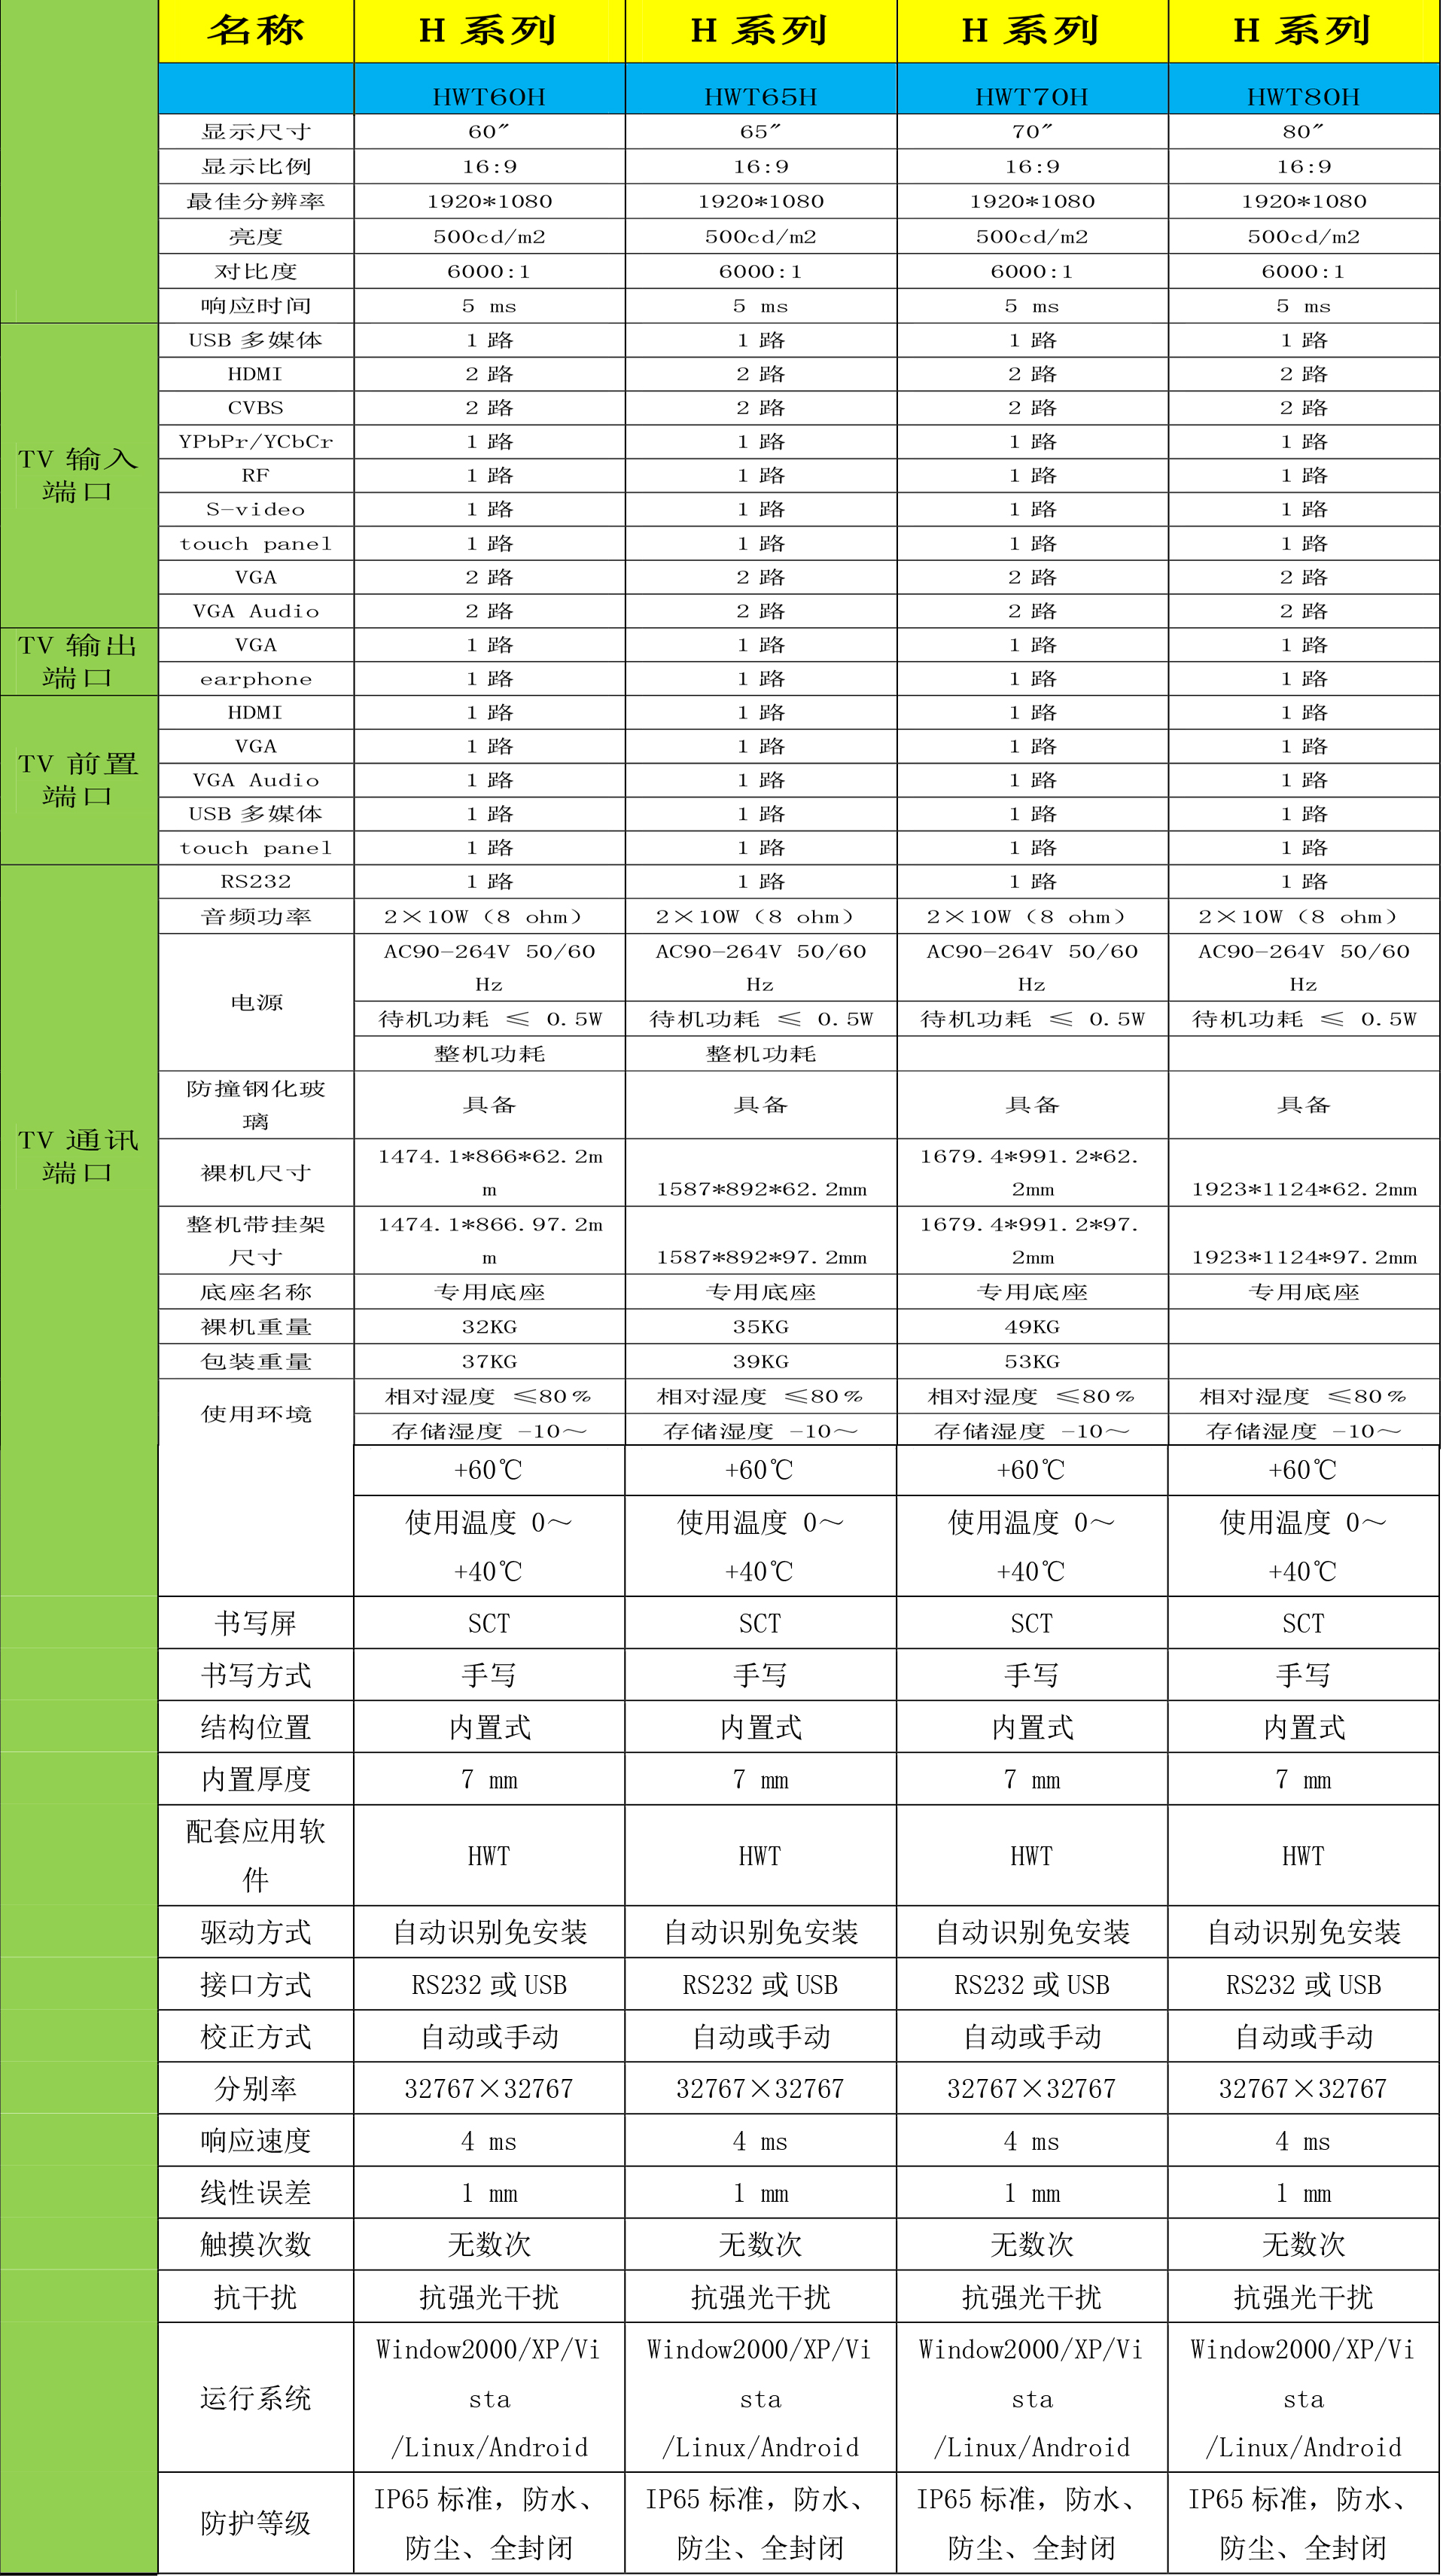 名称 H 系列 H 系列 H 系列 H 系列
HWT60H HWT65H HWT70H HWT80H
显示尺寸 60″ 65″ 70″ 80″
显示比例 16:9 16:9 16:9 16:9
最佳分辨率 1920*1080 1920*1080 1920*1080 1920*1080
亮度 500cd/m2 500cd/m2 500cd/m2 500cd/m2
对比度 6000:1 6000:1 6000:1 6000:1
响应时间 5 ms 5 ms 5 ms 5 ms
TV 输入
端口
USB 多媒体 1 路 1 路 1 路 1 路
HDMI 2 路 2 路 2 路 2 路
CVBS 2 路 2 路 2 路 2 路
YPbPr/YCbCr 1 路 1 路 1 路 1 路
RF 1 路 1 路 1 路 1 路
S-video 1 路 1 路 1 路 1 路
touch panel 1 路 1 路 1 路 1 路
VGA 2 路 2 路 2 路 2 路
VGA Audio 2 路 2 路 2 路 2 路
TV 输出
端口
VGA 1 路 1 路 1 路 1 路
earphone 1 路 1 路 1 路 1 路
TV 前置
端口
HDMI 1 路 1 路 1 路 1 路
VGA 1 路 1 路 1 路 1 路
VGA Audio 1 路 1 路 1 路 1 路
USB 多媒体 1 路 1 路 1 路 1 路
touch panel 1 路 1 路 1 路 1 路
TV 通讯
端口
RS232 1 路 1 路 1 路 1 路
音频功率 2×10W（8 ohm） 2×10W（8 ohm） 2×10W（8 ohm） 2×10W（8 ohm）
电源
AC90-264V 50/60 AC90-264V 50/60 AC90-264V 50/60 AC90-264V 50/60
Hz Hz Hz Hz
待机功耗 ≤ 0.5W 待机功耗 ≤ 0.5W 待机功耗 ≤ 0.5W 待机功耗 ≤ 0.5W
整机功耗 整机功耗
防撞钢化玻
璃
具备 具备 具备 具备
裸机尺寸
1474.1*866*62.2m 1679.4*991.2*62.
m 1587*892*62.2mm 2mm 1923*1124*62.2mm
整机带挂架
尺寸
1474.1*866.97.2m 1679.4*991.2*97.
m 1587*892*97.2mm 2mm 1923*1124*97.2mm
底座名称 专用底座 专用底座 专用底座 专用底座
裸机重量 32KG 35KG 49KG
包装重量 37KG 39KG 53KG
使用环境
相对湿度 ≤80% 相对湿度 ≤80% 相对湿度 ≤80% 相对湿度 ≤80%
存储湿度 -10～ 存储湿度 -10～ 存储湿度 -10～ 存储湿度 -10～
+60℃ +60℃ +60℃ +60℃
使用温度 0～ 使用温度 0～ 使用温度 0～ 使用温度 0～
+40℃ +40℃ +40℃ +40℃
书写屏 SCT SCT SCT SCT
书写方式 手写 手写 手写 手写
结构位置 内置式 内置式 内置式 内置式
内置厚度 7 mm 7 mm 7 mm 7 mm
配套应用软
件
HWT HWT HWT HWT
驱动方式 自动识别免安装 自动识别免安装 自动识别免安装 自动识别免安装
接口方式 RS232 或 USB RS232 或 USB RS232 或 USB RS232 或 USB
校正方式 自动或手动 自动或手动 自动或手动 自动或手动
分别率 32767×32767 32767×32767 32767×32767 32767×32767
响应速度 4 ms 4 ms 4 ms 4 ms
线性误差 1 mm 1 mm 1 mm 1 mm
触摸次数 无数次 无数次 无数次 无数次
抗干扰 抗强光干扰 抗强光干扰 抗强光干扰 抗强光干扰
运行系统
Window2000/XP/Vi Window2000/XP/Vi Window2000/XP/Vi Window2000/XP/Vi
sta sta sta sta
/Linux/Android /Linux/Android /Linux/Android /Linux/Android
防护等级
IP65 标准，防水、 IP65 标准，防水、 IP65 标准，防水、 IP65 标准，防水、
防尘、全封闭 防尘、全封闭 防尘、全封闭 防尘、全封闭